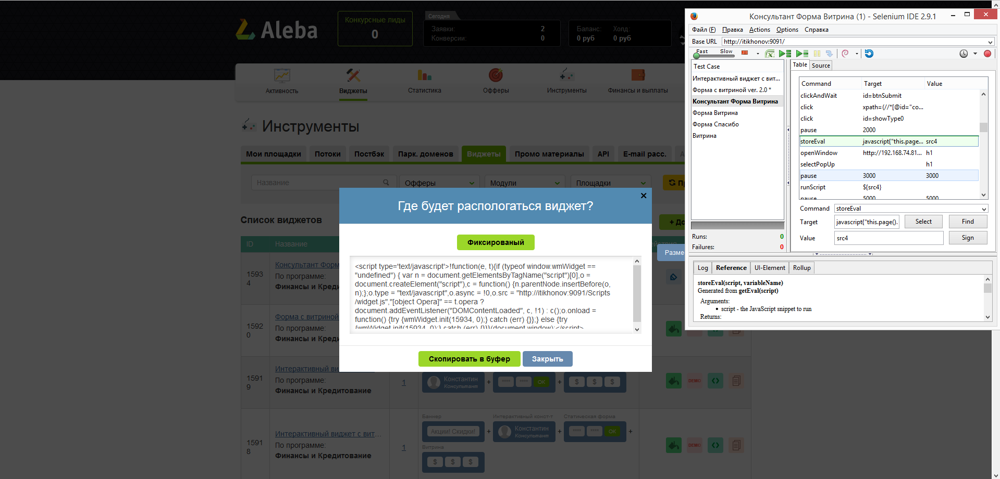 Aleba
Конкурсные лиды
0
Сегодня
Заявки: 2
Конверсии: 0
Баланс: Холд:
0 руб 0 руб
Активность
Виджеты
Статистика
Офферы
Инструменты
Финансы и выплаты
Инструменты
Мои площадки
Потоки
Постбэк
Парк. доменов
Виджеты
Промо материалы
API
E-mail расс.
Название
Офферы
Модули
Площадки
Список виджетов
ID Название
1593
4
Консультант Форм
По программе:
Финансы и Креди
1592
0
Форма с витриной
По программе:
Финансы и Креди
1591
9
Интерактивный ви
По программе:
Финансы и Кредитование
1
Константин
Консультант
+
**** **** ОК
+
$ $ $
DEMO
1591
8
Интерактивный виджет с вит...
По программе:
Финансы и Кредитование
1
Баннер
Акции! Скидки!
+
Интерактивный конст-т
Константин
Консультант
+
Статическая форма
**** **** ОК
+
Витрина
$ $ $
DEMO
Разме
Где будет распологаться виджет?
Фиксированый
<script type='text/javascript'>!function(e, t){if (typeof window.wmWidget ==
"undefined") { var n = document.getElementsByTagName("script")[0],o =
document.createElement("script"),c = function() {n.parentNode.insertBefore(o,
n);};o.type = "text/javascript",o.async = !0,o.src = "http://itikhonov:9091/Scripts
/widget.js","[object Opera]" == t.opera ?
document.addEventListener("DOMContentLoaded", c, !1) : c();o.onload =
function() {try {wmWidget.init(15934, 0);} catch (err) {}};} else {try
{wmWidget.init(15934, 0);} catch (err) {}}}(document,window);</script>
Скопировать в буфер
Закрыть
Консультант Форма Витрина (1) - Selenium IDE 2.9.1
Файл (F) Правка Actions Options Справка
Base URL http://itikhonov:9091/
Fast Slow
Test Case
Интерактивный виджет с вит...
Форма с витриной ver. 2.0 *
Консультант Форма Витрина
Форма Витрина
Форма Спасибо
Витрина
Runs: 0
Failures: 0
Table Source
Command Target Value
clickAndWait id=btnSubmit
click xpath=(//*[@id="co...
click id=showType0
pause 2000
storeEval javascript{"this.page... src4
openWindow http://192.168.74.81... h1
selectPopUp h1
pause 3000 3000
runScript ${src4}
pause 5000 5000
Command storeEval
Target javascript{"this.page(). Select Find
Value src4 Sign
Log Reference UI-Element Rollup
storeEval(script, variableName)
Generated from getEval(script)
Arguments:
• script - the JavaScript snippet to run
Returns: